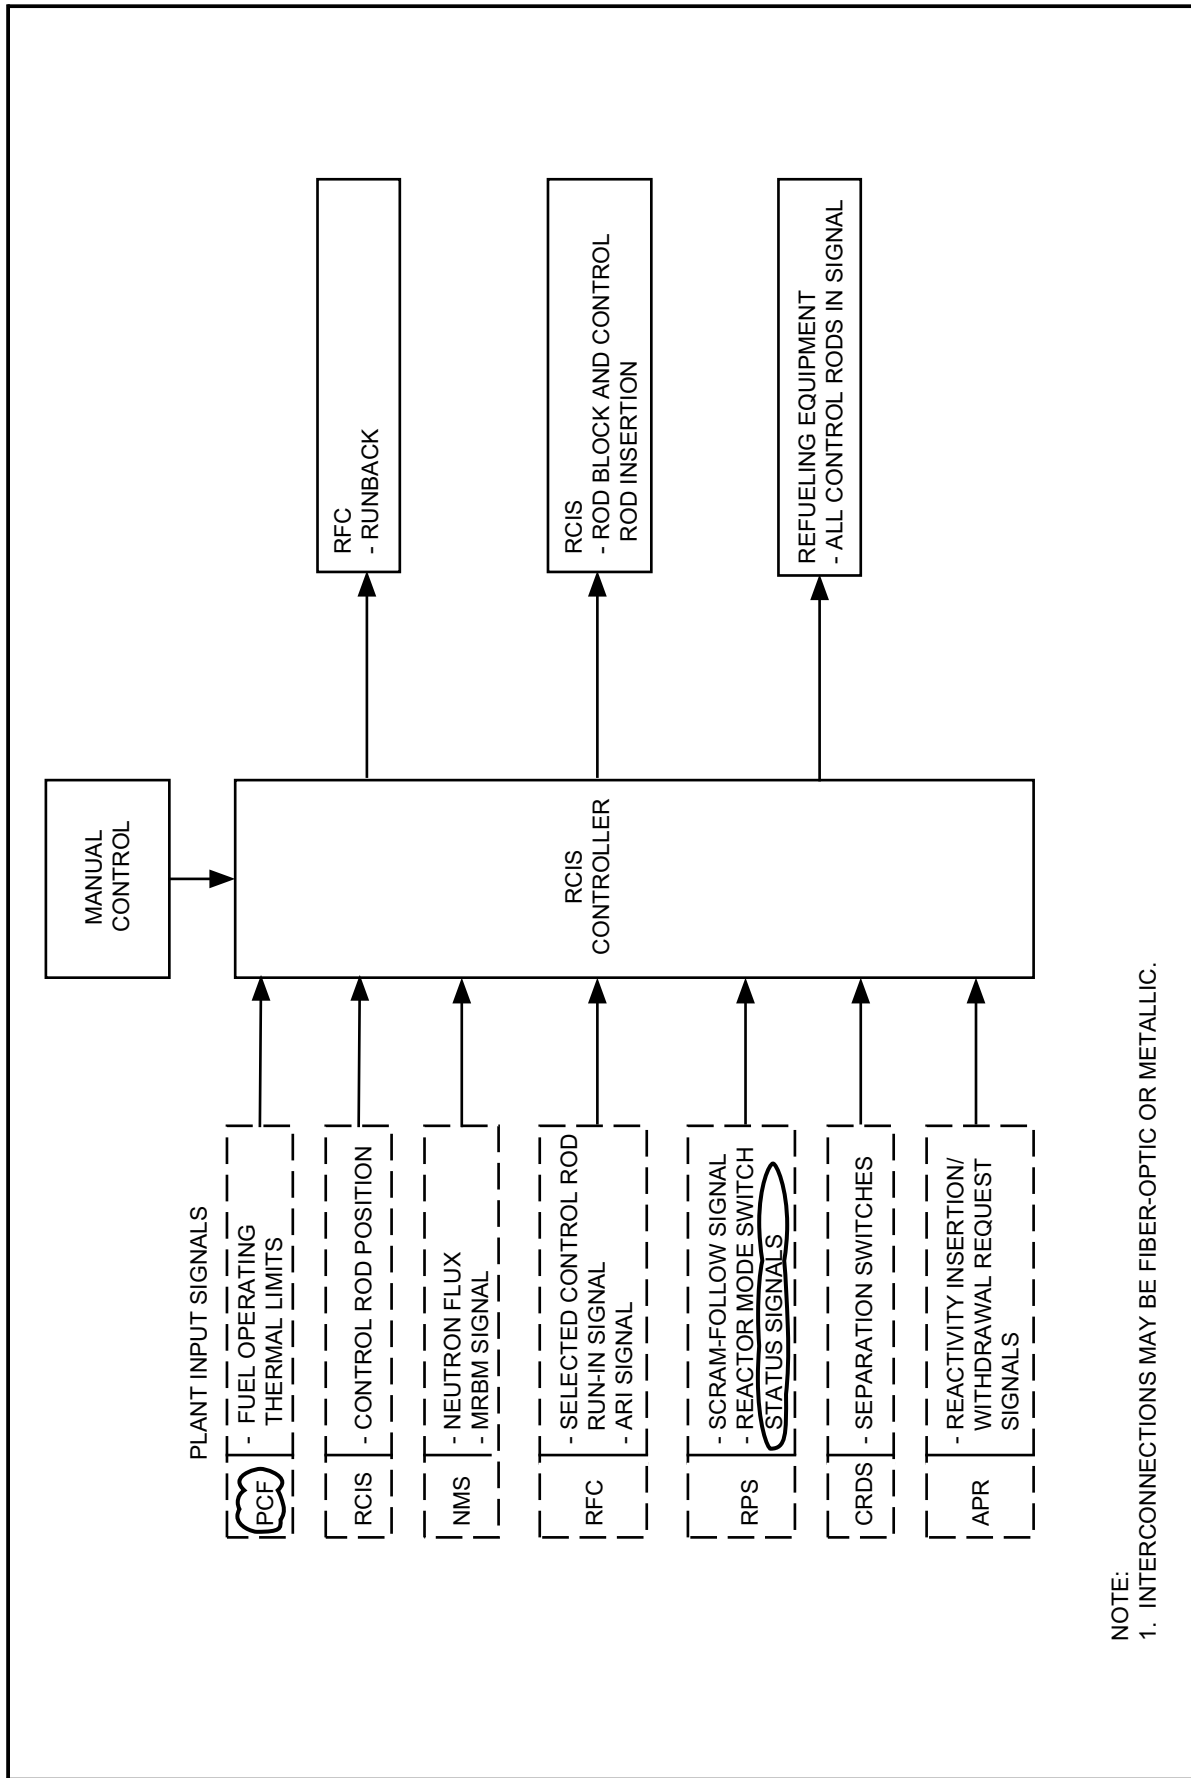 MANUAL
CONTROL
PLANT INPUT SIGNALS
PCF
- FUEL OPERATING
THERMAL LIMITS
RCIS
- CONTROL ROD POSITION
NMS
- NEUTRON FLUX
- MRBM SIGNAL
RFC
- SELECTED CONTROL ROD
RUN-IN SIGNAL
- ARI SIGNAL
RPS
- SCRAM-FOLLOW SIGNAL
- REACTOR MODE SWITCH
STATUS SIGNALS
CRDS
- SEPARATION SWITCHES
APR
- REACTIVITY INSERTION/
WITHDRAWAL REQUEST
SIGNALS
RCIS
CONTROLLER
RFC
- RUNBACK
RCIS
- ROD BLOCK AND CONTROL
ROD INSERTION
REFUELING EQUIPMENT
- ALL CONTROL RODS IN SIGNAL
NOTE:
1. INTERCONNECTIONS MAY BE FIBER-OPTIC OR METALLIC.